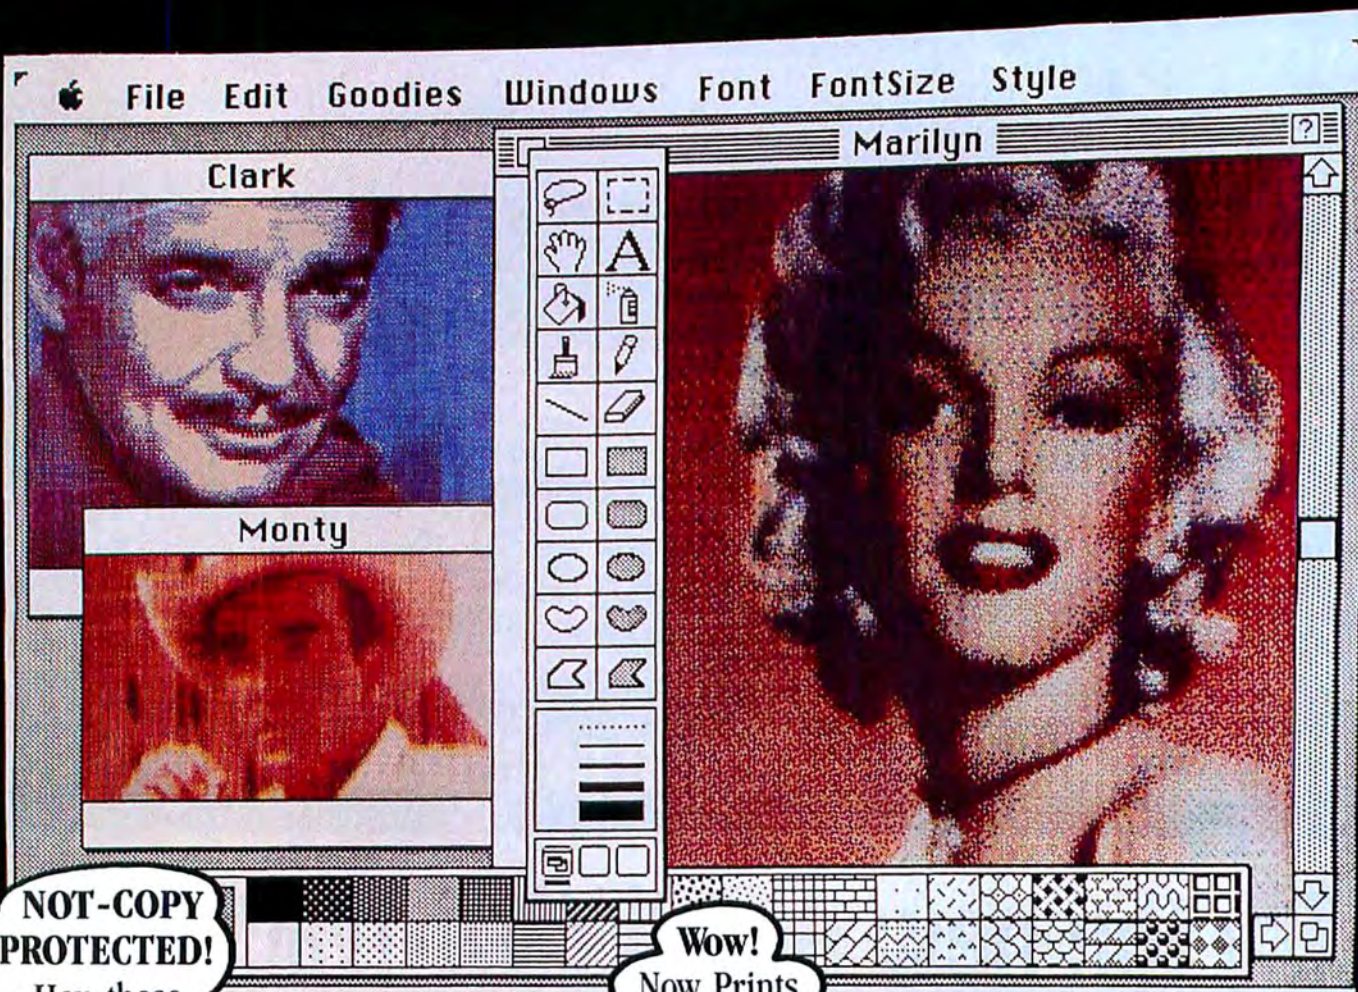 File Edit Goodies Windows Font FontSize Style
Clark
Marilyn
?
A
Monty
NOT-COPY
PROTECTED!
Wow!
Now Prints